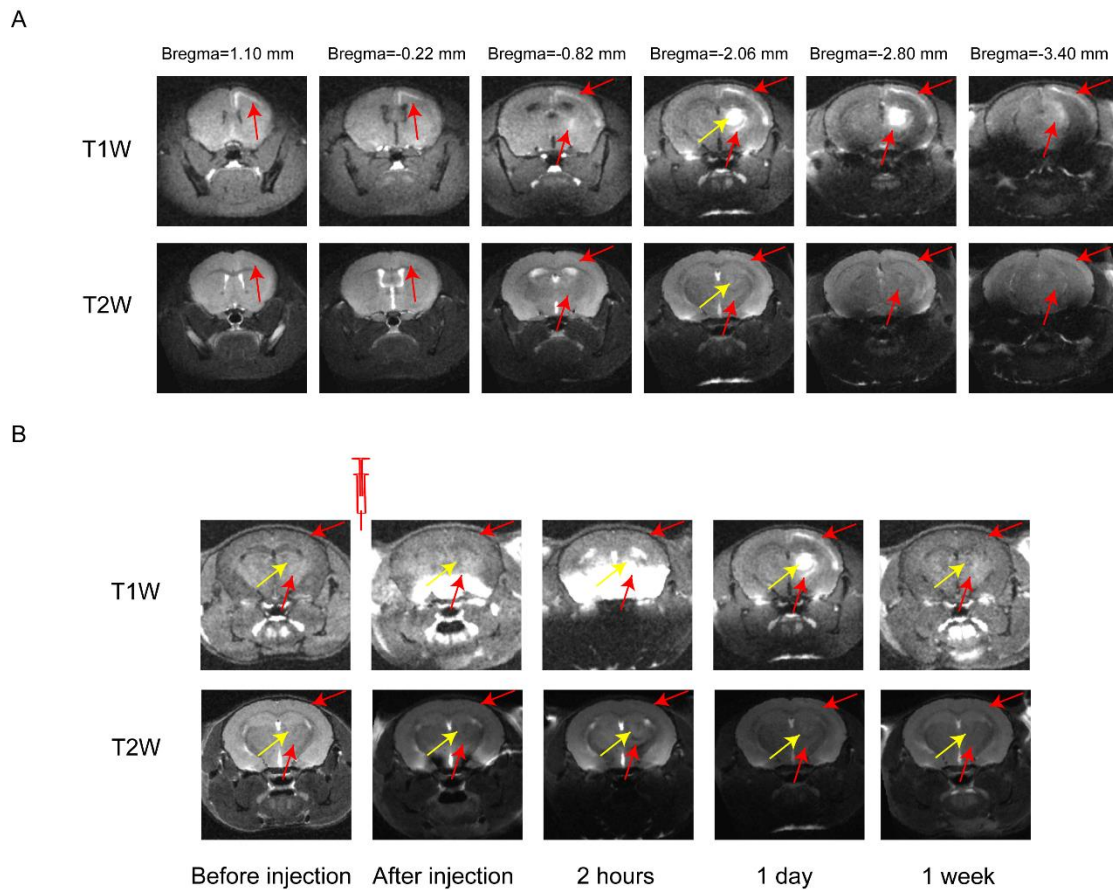 A
Bregma=1.10 mm Bregma=-0.22 mm Bregma=-0.82 mm Bregma=-2.06 mm Bregma=-2.80 mm Bregma=-3.40 mm
T1W
T2W
B
T1W
T2W
Before injection After injection 2 hours 1 day 1 week